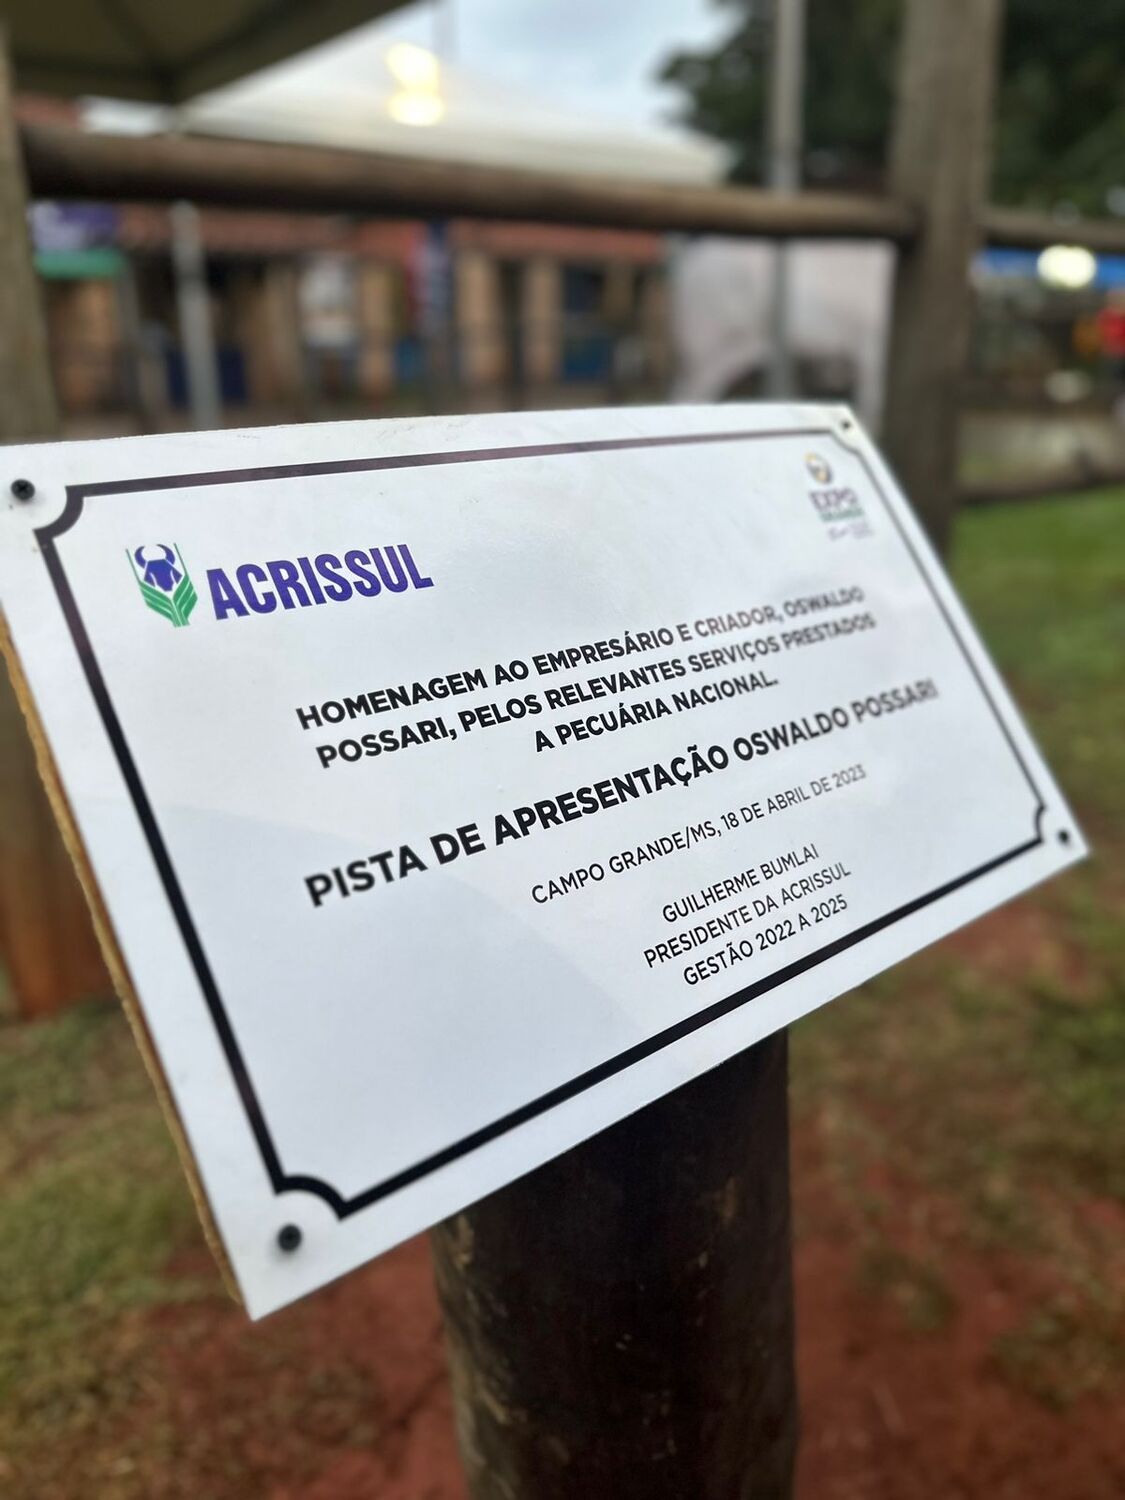 ACRISSUL
EXPO
HOMENAGEM AO EMPRESÁRIO E CRIADOR, OSWALDO
POSSARI, PELOS RELEVANTES SERVIÇOS PRESTADOS
A PECUÁRIA NACIONAL.
PISTA DE APRESENTAÇÃO OSWALDO POSSARI
CAMPO GRANDE/MS, 18 DE ABRIL DE 2023
GUILHERME BUMLAI
PRESIDENTE DA ACRISSUL
GESTÃO 2022 A 2025